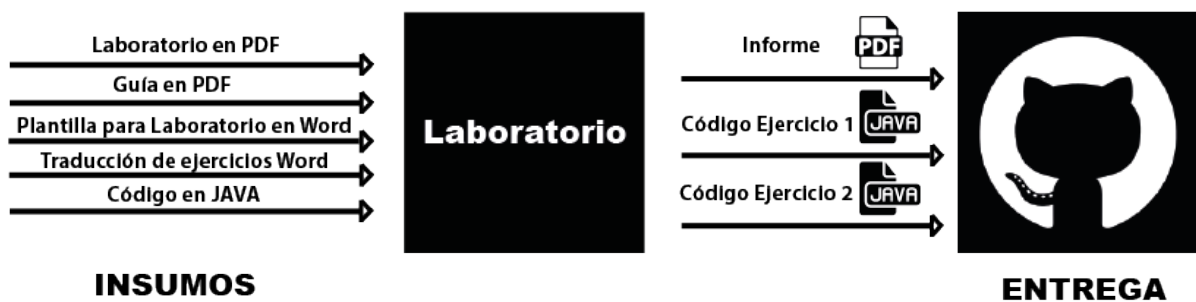 Laboratorio en PDF
Guía en PDF
Plantilla para Laboratorio en Word
Traducción de ejercicios Word
Código en JAVA
INSUMOS
Laboratorio
Informe
PDF
Código Ejercicio 1
JAVA
Código Ejercicio 2
JAVA
ENTREGA